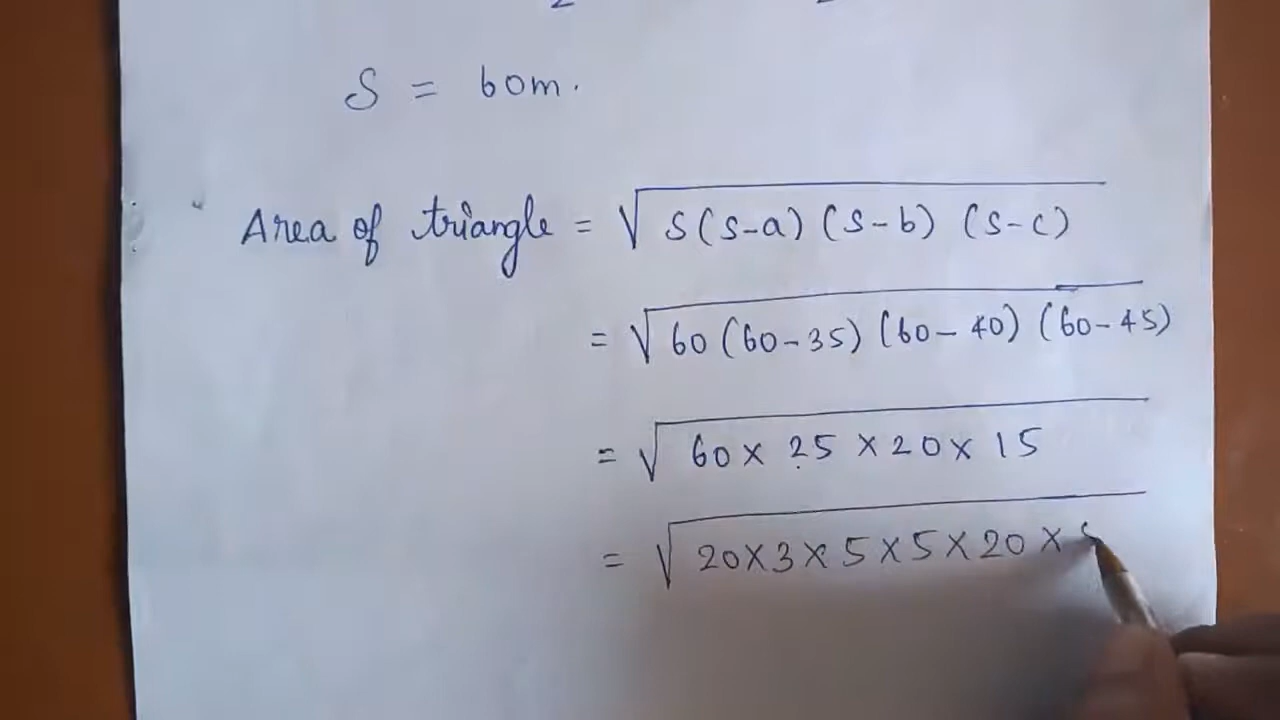 S = 60m.
Area of triangle = √S(S-a) (S-b) (S-c)
= √60 (60-35) (60-40) (60-45)
= √60 × 25 × 20 × 15
= √20×3×5×5×20×